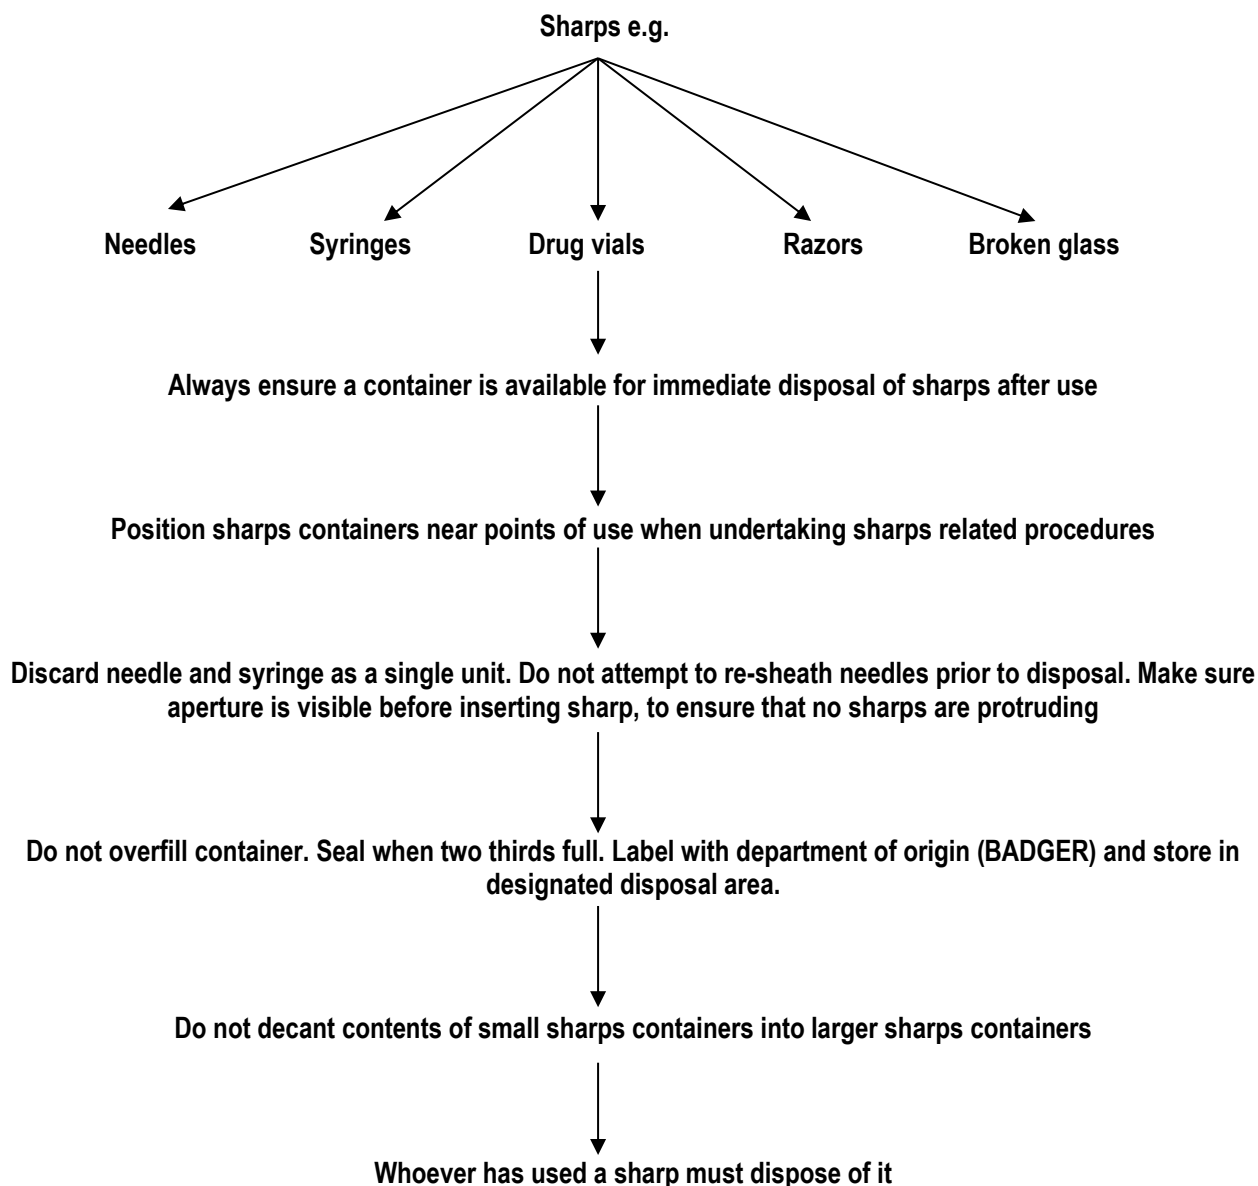 Sharps e.g.
Needles
Syringes
Drug vials
Razors
Broken glass
Always ensure a container is available for immediate disposal of sharps after use
Position sharps containers near points of use when undertaking sharps related procedures
Discard needle and syringe as a single unit. Do not attempt to re-sheath needles prior to disposal. Make sure
aperture is visible before inserting sharp, to ensure that no sharps are protruding
Do not overfill container. Seal when two thirds full. Label with department of origin (BADGER) and store in
designated disposal area.
Do not decant contents of small sharps containers into larger sharps containers
Whoever has used a sharp must dispose of it